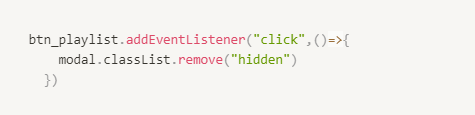 btn_playlist.addEventListener("click",()=>{
    modal.classList.remove("hidden")
  })